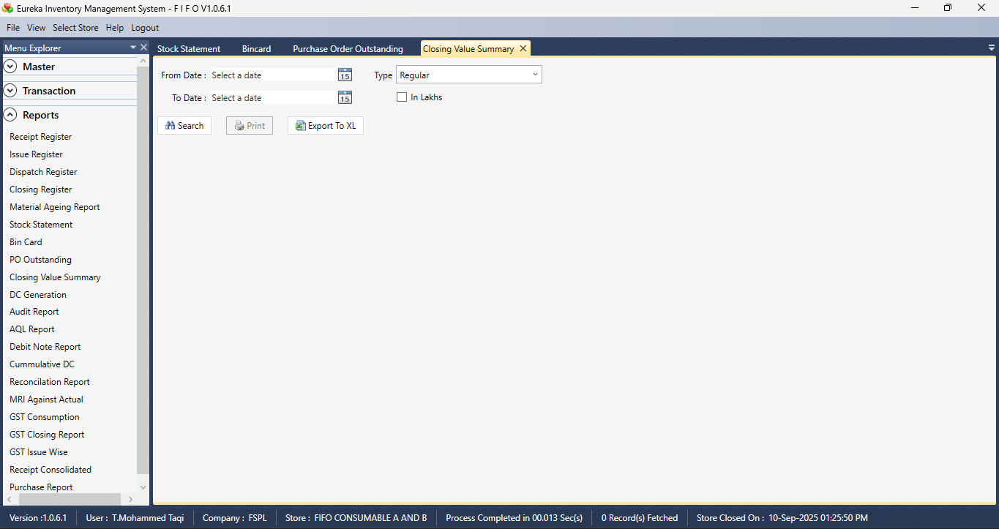 Eureka Inventory Management System - F I F O V1.0.6.1
File View Select Store Help Logout
Menu Explorer
Stock Statement Bincard Purchase Order Outstanding Closing Value Summary
Master
Transaction
Reports
Receipt Register
Issue Register
Dispatch Register
Closing Register
Material Ageing Report
Stock Statement
Bin Card
PO Outstanding
Closing Value Summary
DC Generation
Audit Report
AQL Report
Debit Note Report
Cummulative DC
Reconcilation Report
MRI Against Actual
GST Consumption
GST Closing Report
GST Issue Wise
Receipt Consolidated
Purchase Report
From Date : Select a date 15 Type Regular
To Date : Select a date 15 In Lakhs
Search Print Export To XL
Version :1.0.6.1 User : T.Mohammed Taqi Company : FSPL Store : FIFO CONSUMABLE A AND B Process Completed in 00.013 Sec(s) 0 Record(s) Fetched Store Closed On : 10-Sep-2025 01:25:50 PM